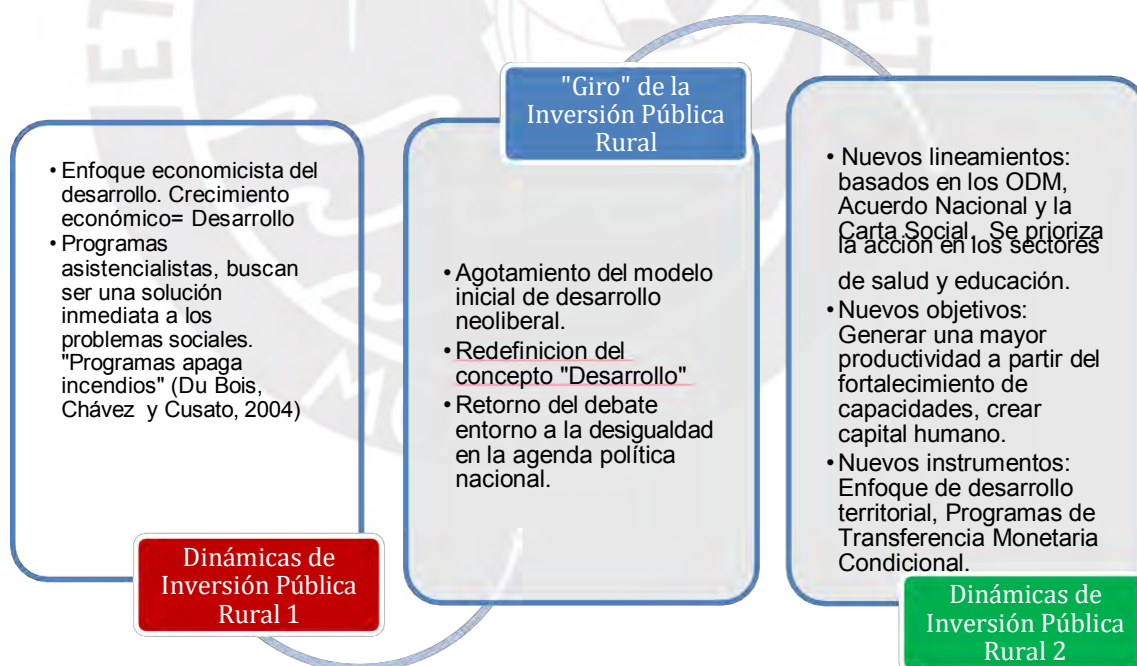 • Enfoque economicista del
desarrollo. Crecimiento
económico= Desarrollo
• Programas
asistencialistas, buscan
ser una solución
inmediata a los
problemas sociales.
"Programas apaga
incendios" (Du Bois,
Chávez y Cusato, 2004)
Dinámicas de
Inversión Pública
Rural 1
"Giro" de la
Inversión Pública
Rural
• Agotamiento del modelo
inicial de desarrollo
neoliberal.
• Redefinicion del
concepto "Desarrollo"
• Retorno del debate
entorno a la desigualdad
en la agenda política
nacional.
• Nuevos lineamientos:
basados en los ODM,
Acuerdo Nacional y la
Carta Social. Se prioriza
la acción en los sectores
de salud y educación.
• Nuevos objetivos:
Generar una mayor
productividad a partir del
fortalecimiento de
capacidades, crear
capital humano.
• Nuevos instrumentos:
Enfoque de desarrollo
territorial, Programas de
Transferencia Monetaria
Condicional.
Dinámicas de
Inversión Pública
Rural 2